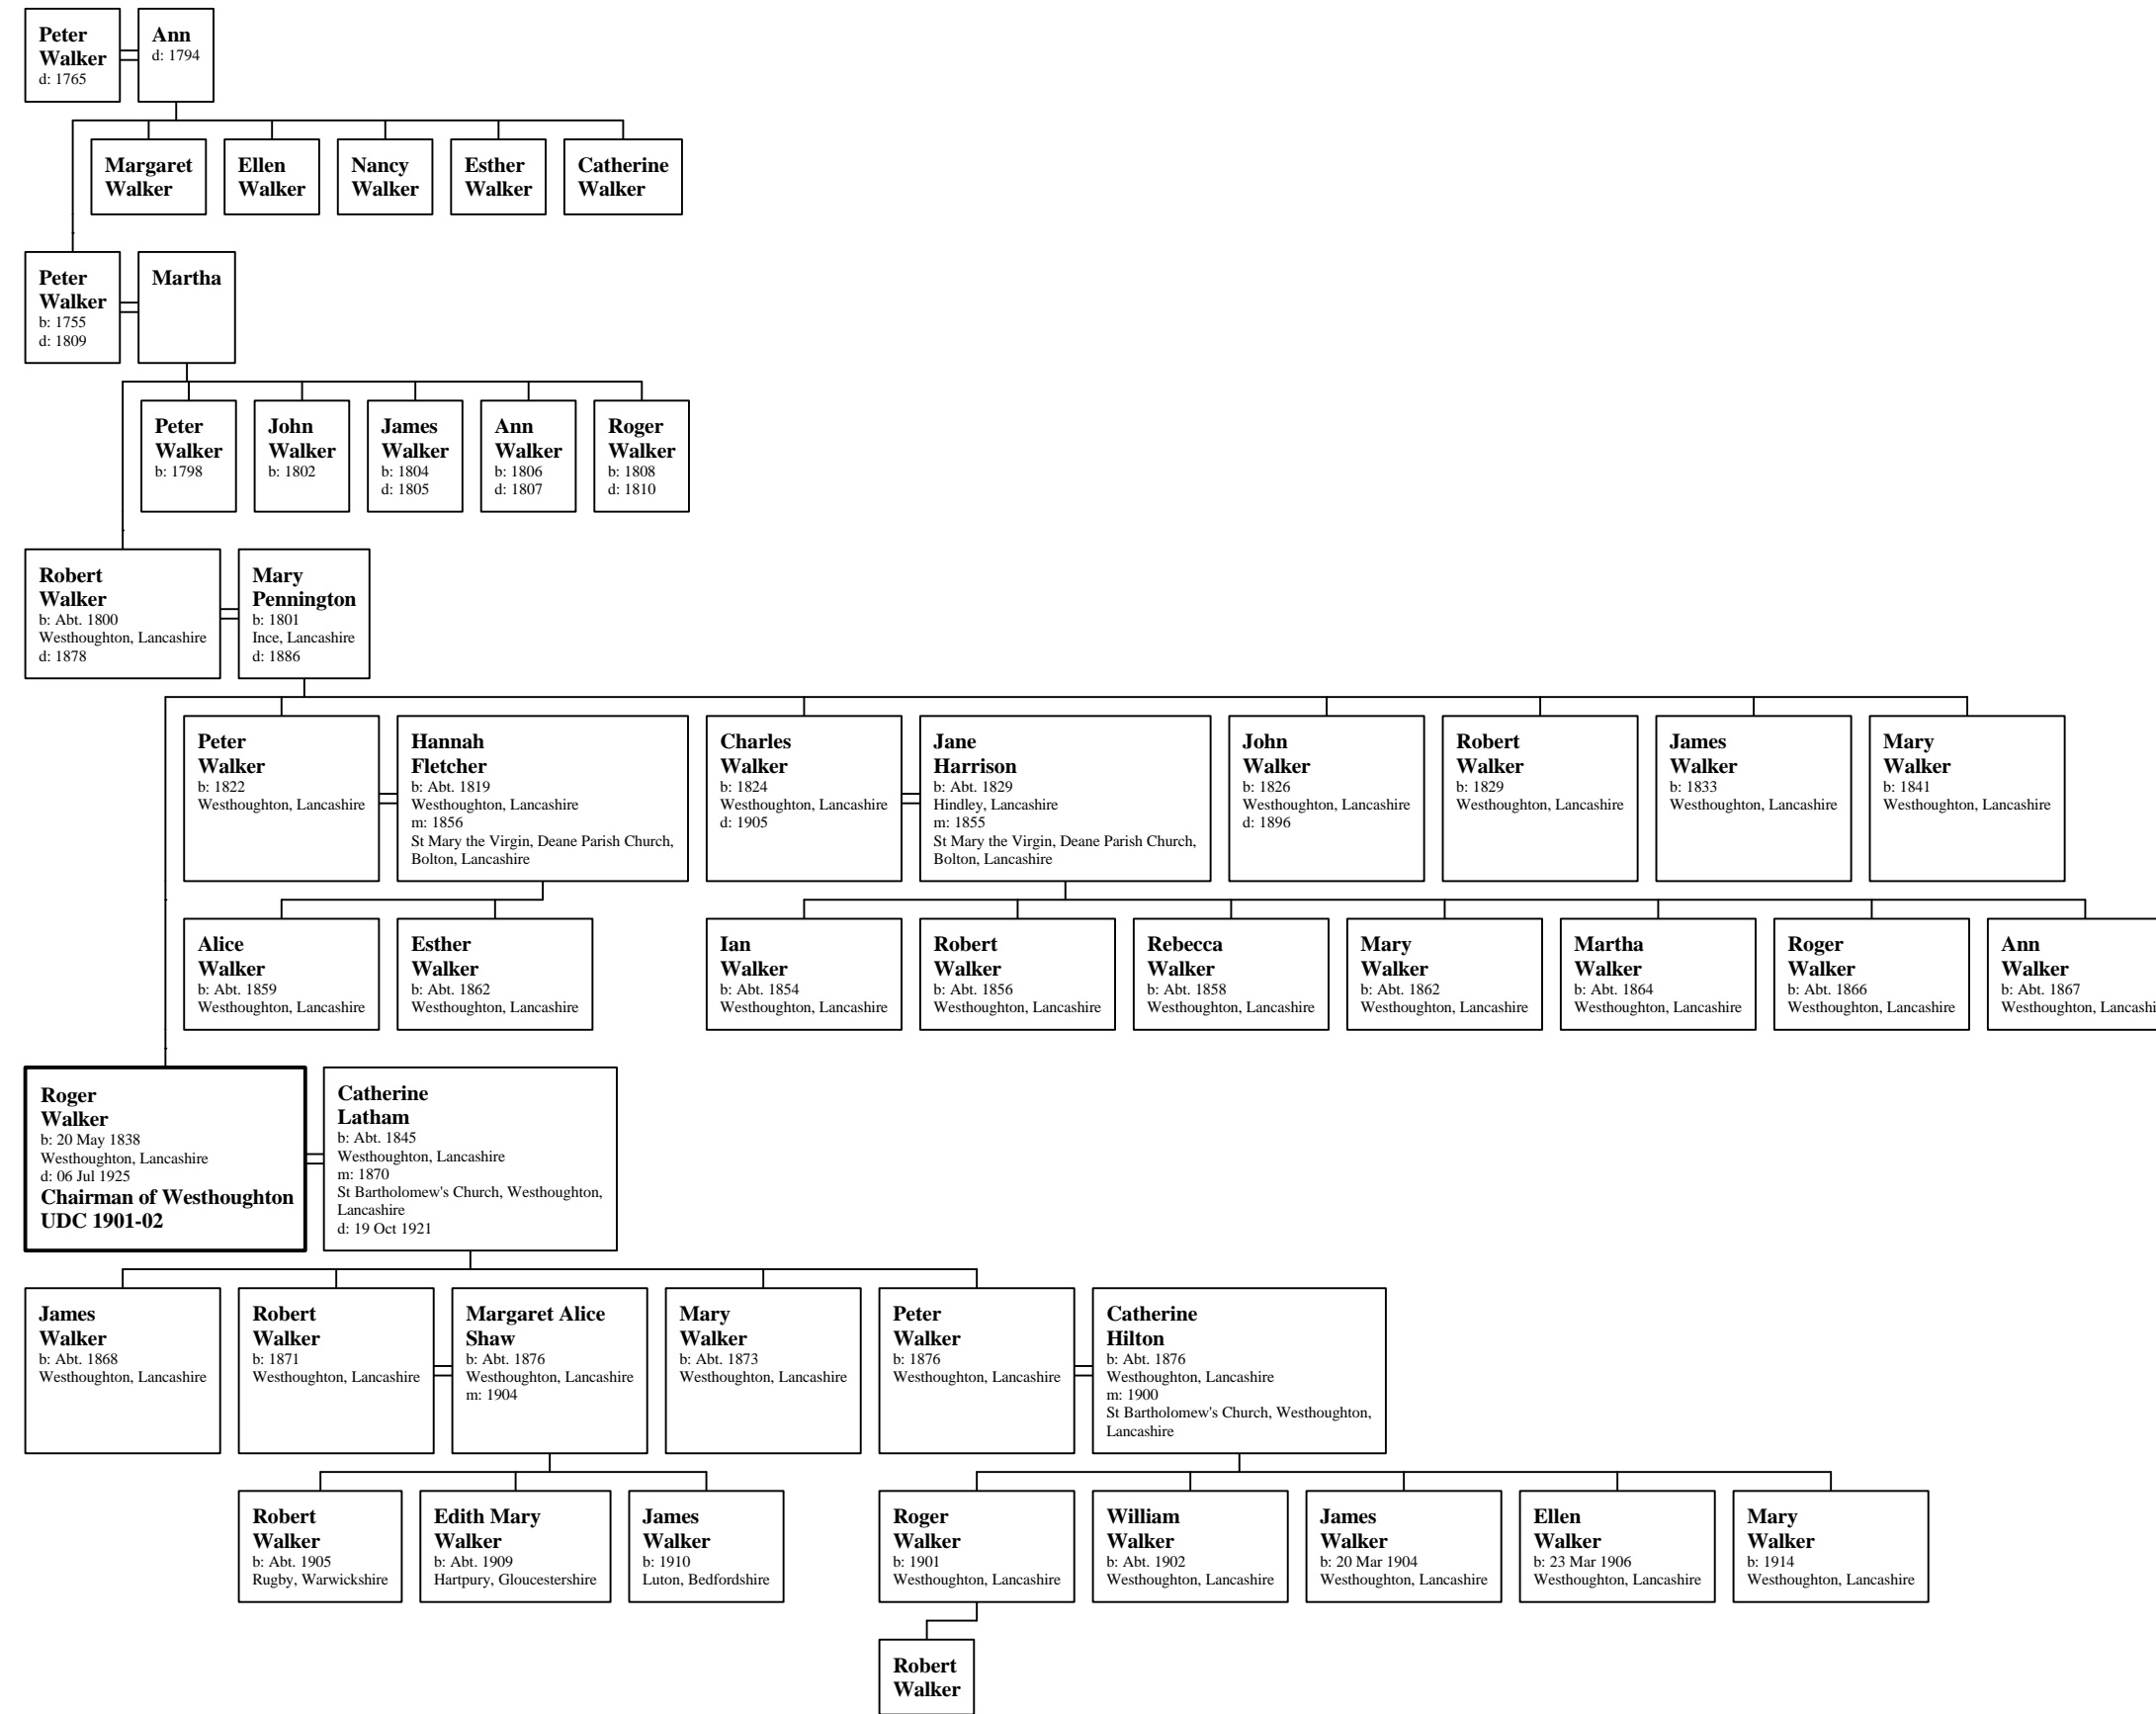 Peter
Walker
d: 1765
Ann
d: 1794
Margaret
Walker
Ellen
Walker
Nancy
Walker
Esther
Walker
Catherine
Walker
Peter
Walker
b: 1755
d: 1809
Martha
Peter
Walker
b: 1798
John
Walker
b: 1802
James
Walker
b: 1804
d: 1805
Ann
Walker
b: 1806
d: 1807
Roger
Walker
b: 1808
d: 1810
Robert
Walker
b: Abt. 1800
Westhoughton, Lancashire
d: 1878
Mary
Pennington
b: 1801
Ince, Lancashire
d: 1886
Peter
Walker
b: 1822
Westhoughton, Lancashire
Hannah
Fletcher
b: Abt. 1819
Westhoughton, Lancashire
m: 1856
St Mary the Virgin, Deane Parish Church,
Bolton, Lancashire
Charles
Walker
b: 1824
Westhoughton, Lancashire
d: 1905
Jane
Harrison
b: Abt. 1829
Hindley, Lancashire
m: 1855
St Mary the Virgin, Deane Parish Church,
Bolton, Lancashire
John
Walker
b: 1826
Westhoughton, Lancashire
d: 1896
Robert
Walker
b: 1829
Westhoughton, Lancashire
James
Walker
b: 1833
Westhoughton, Lancashire
Mary
Walker
b: 1841
Westhoughton, Lancashire
Alice
Walker
b: Abt. 1859
Westhoughton, Lancashire
Esther
Walker
b: Abt. 1862
Westhoughton, Lancashire
Ian
Walker
b: Abt. 1854
Westhoughton, Lancashire
Robert
Walker
b: Abt. 1856
Westhoughton, Lancashire
Rebecca
Walker
b: Abt. 1858
Westhoughton, Lancashire
Mary
Walker
b: Abt. 1862
Westhoughton, Lancashire
Martha
Walker
b: Abt. 1864
Westhoughton, Lancashire
Roger
Walker
b: Abt. 1866
Westhoughton, Lancashire
Ann
Walker
b: Abt. 1867
Westhoughton, Lancashi
Roger
Walker
b: 20 May 1838
Westhoughton, Lancashire
d: 06 Jul 1925
Chairman of Westhoughton
UDC 1901-02
Catherine
Latham
b: Abt. 1845
Westhoughton, Lancashire
m: 1870
St Bartholomew's Church, Westhoughton,
Lancashire
d: 19 Oct 1921
James
Walker
b: Abt. 1868
Westhoughton, Lancashire
Robert
Walker
b: 1871
Westhoughton, Lancashire
Margaret Alice
Shaw
b: Abt. 1876
Westhoughton, Lancashire
m: 1904
Mary
Walker
b: Abt. 1873
Westhoughton, Lancashire
Peter
Walker
b: 1876
Westhoughton, Lancashire
Catherine
Hilton
b: Abt. 1876
Westhoughton, Lancashire
m: 1900
St Bartholomew's Church, Westhoughton,
Lancashire
Robert
Walker
b: Abt. 1905
Rugby, Warwickshire
Edith Mary
Walker
b: Abt. 1909
Hartpury, Gloucestershire
James
Walker
b: 1910
Luton, Bedfordshire
Roger
Walker
b: 1901
Westhoughton, Lancashire
William
Walker
b: Abt. 1902
Westhoughton, Lancashire
James
Walker
b: 20 Mar 1904
Westhoughton, Lancashire
Ellen
Walker
b: 23 Mar 1906
Westhoughton, Lancashire
Mary
Walker
b: 1914
Westhoughton, Lancashire
Robert
Walker